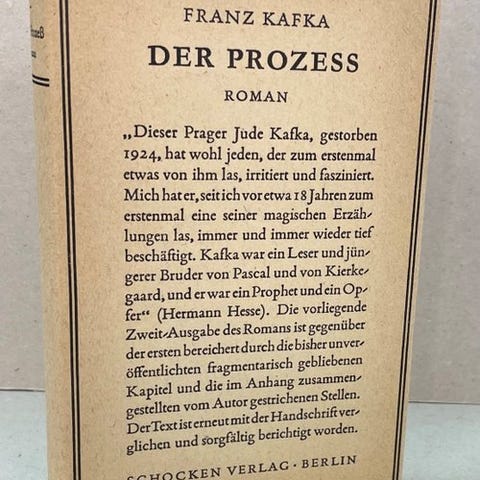 FRANZ KAFKA
DER PROZESS
ROMAN
„Dieser Prager Jude Kafka, gestorben
1924, hat wohl jeden, der zum erstenmal
etwas von ihm las, irritiert und fasziniert.
Mich hat er, seit ich vor etwa 18 Jahren zum
erstenmal eine seiner magischen Erzäh-
lungen las, immer und immer wieder tief
beschäftigt. Kafka war ein Leser und jün-
gerer Bruder von Pascal und von Kierke-
gaard, und er war ein Prophet und ein Op-
fer“ (Hermann Hesse). Die vorliegende
Zweit-Ausgabe des Romans ist gegenüber
der ersten bereichert durch die bisher unver-
öffentlichten fragmentarisch gebliebenen
Kapitel und die im Anhang zusammen-
gestellten vom Autor gestrichenen Stellen.
Der Text ist erneut mit der Handschrift ver-
glichen und sorgfältig berichtigt worden.
SCHOCKEN VERLAG · BERLIN